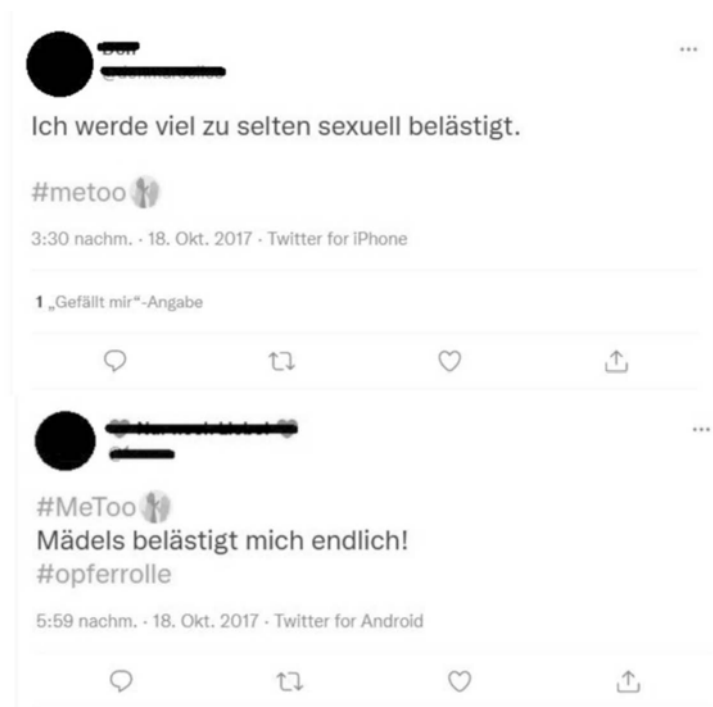 Ich werde viel zu selten sexuell belästigt.
#metoo
3:30 nachm. · 18. Okt. 2017 · Twitter for iPhone
1 „Gefällt mir“-Angabe
#MeToo
Mädels belästigt mich endlich!
#opferrolle
5:59 nachm. · 18. Okt. 2017 · Twitter for Android